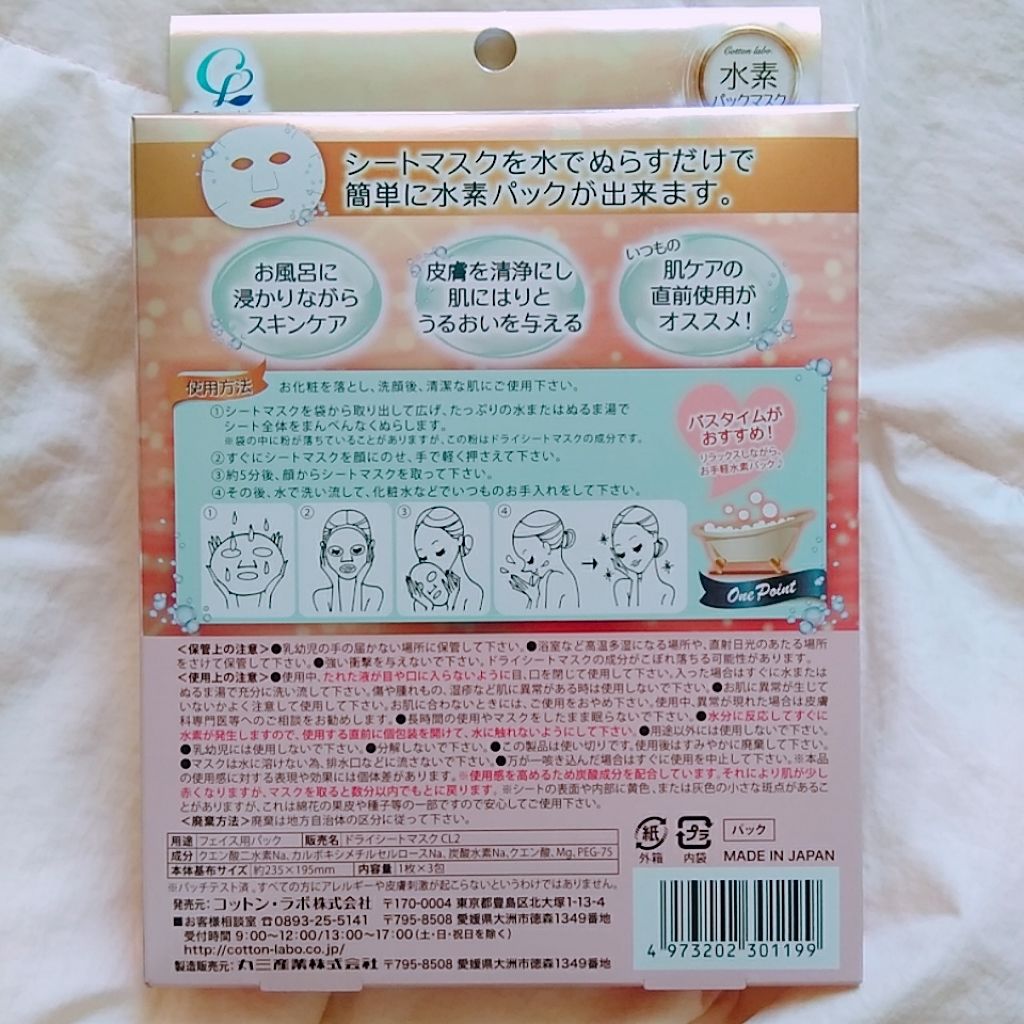 Cotton labo.
水素
パックマスク
シートマスクを水でぬらすだけで
簡単に水素パックが出来ます。
お風呂に
浸かりながら
スキンケア
皮膚を清浄にし
肌にはりと
うるおいを与える
いつもの
肌ケアの
直前使用が
オススメ!
使用方法
お化粧を落とし、洗顔後、清潔な肌にご使用下さい。
①シートマスクを袋から取り出して広げ、たっぷりの水またはぬるま湯で
シート全体をまんべんなくぬらします。
※袋の中に粉が落ちていることがありますが、この粉はドライシートマスクの成分です。
②すぐにシートマスクを顔にのせ、手で軽く押さえて下さい。
③約5分後、顔からシートマスクを取って下さい。
④その後、水で洗い流して、化粧水などでいつものお手入れをして下さい。
バスタイムが
おすすめ!
リラックスしながら、
お手軽水素パック♪
① ② ③ ④
One Point
<保管上の注意>●乳幼児の手の届かない場所に保管して下さい。●浴室など高温多湿になる場所や、直射日光のあたる場所
をさけて保管して下さい。●強い衝撃を与えないで下さい。ドライシートマスクの成分がこぼれ落ちる可能性があります。
<使用上の注意>●使用中、たれた液が目や口に入らないように目、口を閉じて使用して下さい。入った場合はすぐに水または
ぬるま湯で充分に洗い流して下さい。傷や腫れもの、湿疹など肌に異常がある時は使用しないで下さい。●お肌に異常が生じて
いないかよく注意して使用して下さい。お肌に合わないときには、ご使用をおやめ下さい。使用中、異常が現れた場合は皮膚
科専門医等へのご相談をお勧めします。●長時間の使用やマスクをしたまま眠らないで下さい。●水分に反応してすぐに
水素が発生しますので、使用する直前に個包装を開けて、水に触れないようにして下さい。●用途以外には使用しないで下さい。
●乳幼児には使用しないで下さい。●分解しないで下さい。●この製品は使い切りです。使用後はすみやかに廃棄して下さい。
●マスクは水に溶けない為、排水口などに流さないで下さい。●万が一咳き込んだ場合はすぐに使用を中止して下さい。※本品
の使用感に対する表現や効果には個体差があります。※使用感を高めるため炭酸成分を配合しています。それにより肌が少し
赤くなりますが、マスクを取ると数分以内でもとに戻ります。※シートの表面や内部に黄色、または灰色の小さな斑点があるこ
とがありますが、これは綿花の果皮や種子等の一部ですので安心してご使用下さい。
<廃棄方法>廃棄は地方自治体の区分に従って下さい。
用途 フェイス用パック 販売名 ドライシートマスク CL2
成分 クエン酸二水素Na、カルボキシメチルセルロースNa、炭酸水素Na、クエン酸、Mg、PEG-75
本体基布サイズ 約235×195mm 内容量 1枚×3包
※パッチテスト済。すべての方にアレルギーや皮膚刺激が起こらないというわけではありません。
発売元:コットン・ラボ株式会社 〒170-0004 東京都豊島区北大塚1-13-4
■お客様相談室 ☎0893-25-5141 〒795-8508 愛媛県大洲市徳森1349番地
受付時間 9:00~12:00/13:00~17:00(土・日・祝日を除く)
http://cotton-labo.co.jp/
製造販売元:丸三産業株式会社 〒795-8508 愛媛県大洲市徳森1349番地
紙 外箱
プラ 内袋
パック
MADE IN JAPAN
4 973202 301199